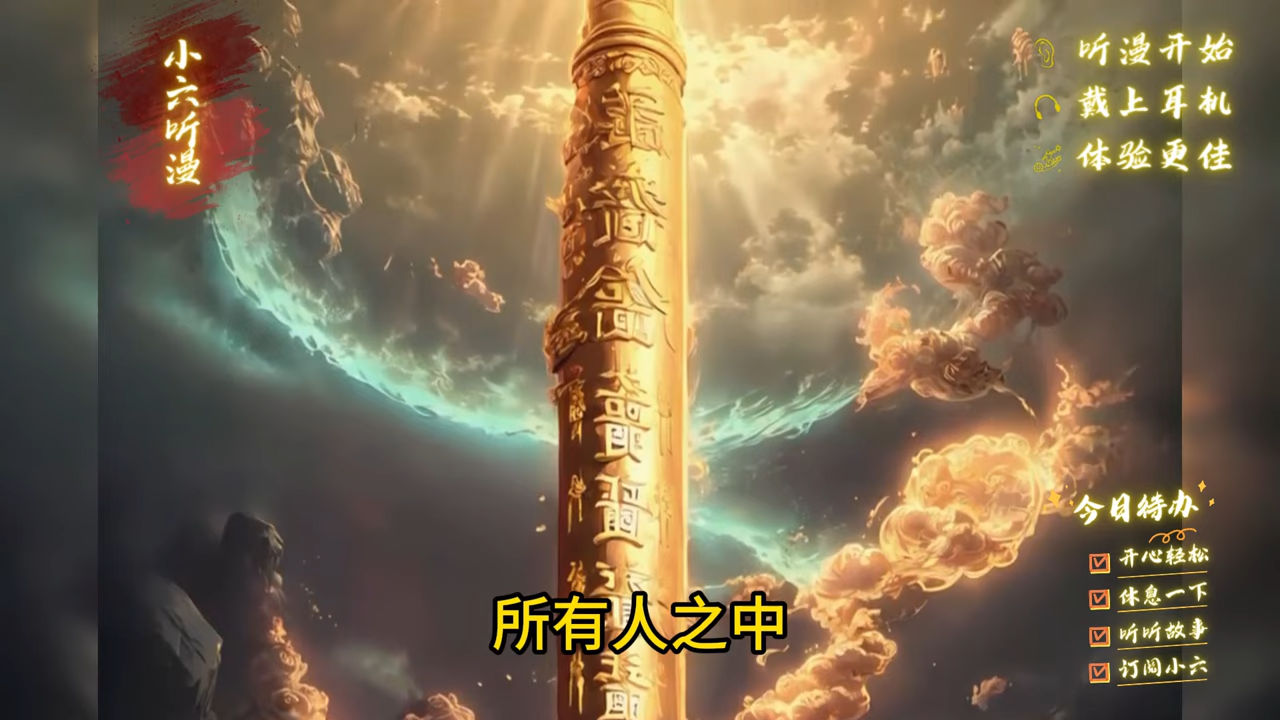 小六听漫
听漫开始
戴上耳机
体验更佳
今日待办
开心轻松
休息一下
听听故事
订阅小六
所有人之中